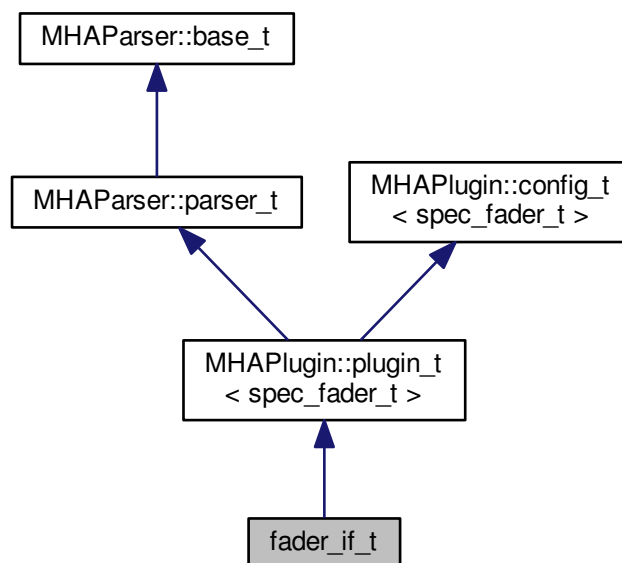 MHAParser::base_t
MHAParser::parser_t
MHAPlugin::config_t
< spec_fader_t >
MHAPlugin::plugin_t
< spec_fader_t >
fader_if_t